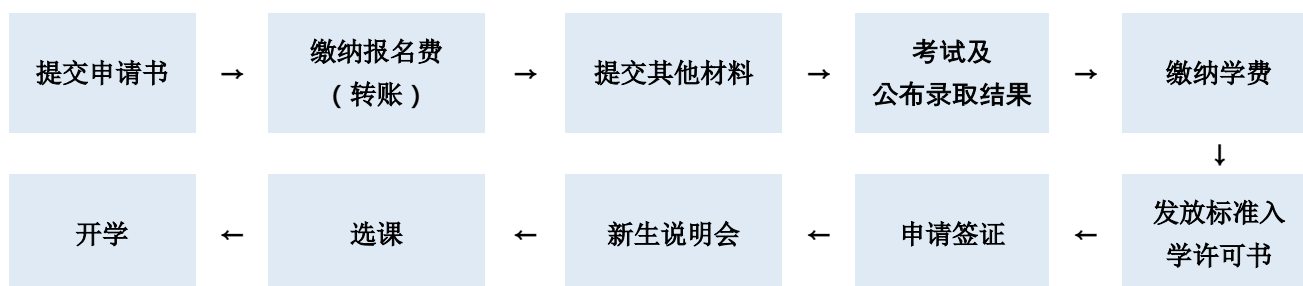 提交申请书
→
缴纳报名费
（转账）
→
提交其他材料
→
考试及
公布录取结果
→
缴纳学费
↓
发放标准入
学许可书
←
申请签证
←
新生说明会
←
选课
←
开学